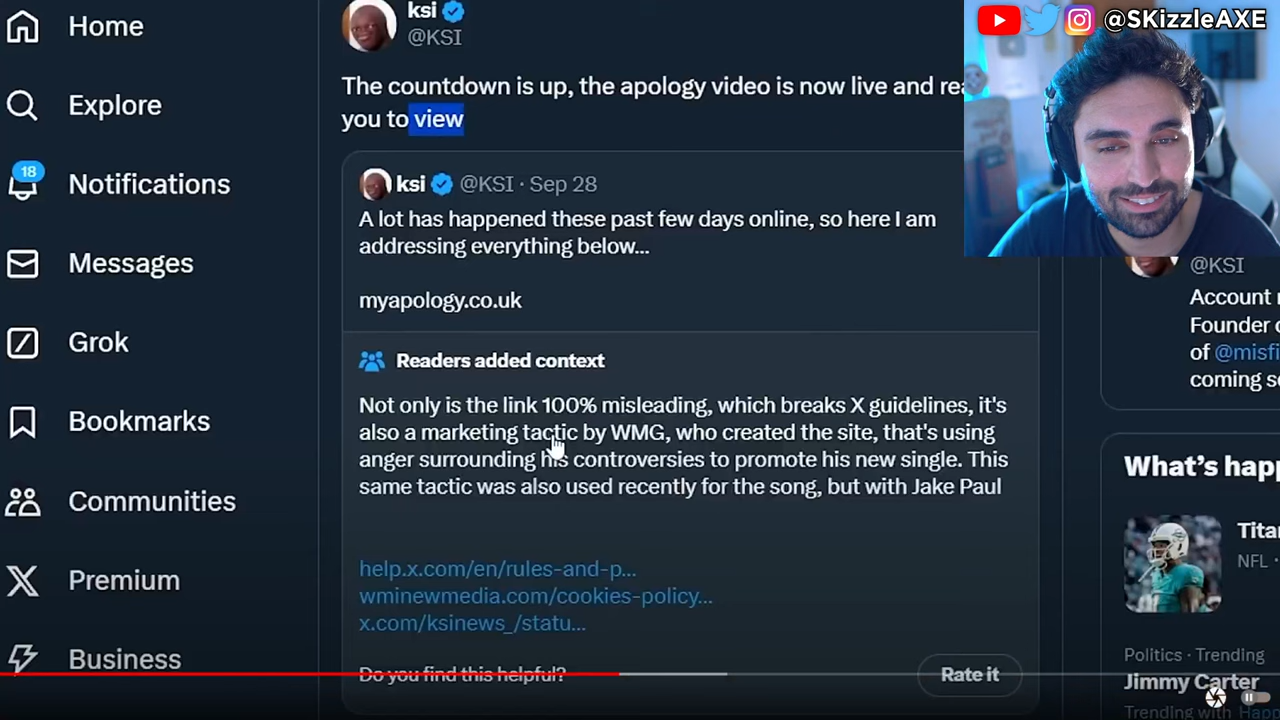 Home
Explore
18
Notifications
Messages
Grok
Bookmarks
Communities
Premium
Business
ksi
@KSI
The countdown is up, the apology video is now live and
you to view
ksi @KSI · Sep 28
A lot has happened these past few days online, so here I am
addressing everything below...
myapology.co.uk
Readers added context
Not only is the link 100% misleading, which breaks X guidelines, it's
also a marketing tactic by WMG, who created the site, that's using
anger surrounding his controversies to promote his new single. This
same tactic was also used recently for the song, but with Jake Paul
help.x.com/en/rules-and-p...
wminewmedia.com/cookies-policy...
x.com/ksinews_/statu...
Do you find this helpful?
Rate it
@SKizzleAXE
@KSI
Account
Founder
of @misfi
coming
What's happ
Tita
NFL ·
Politics · Trending
Jimmy Carter
Trending with